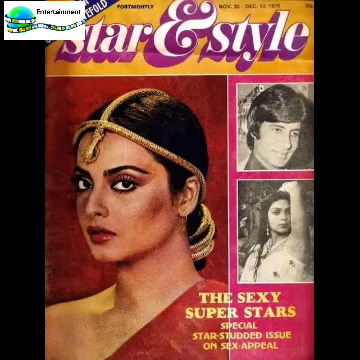 Entertainment
FORTNIGHTLY
NOV. 30 - DEC. 13, 1979
star & style
THE SEXY
SUPER STARS
SPECIAL
STAR-STUDDED ISSUE
ON SEX-APPEAL